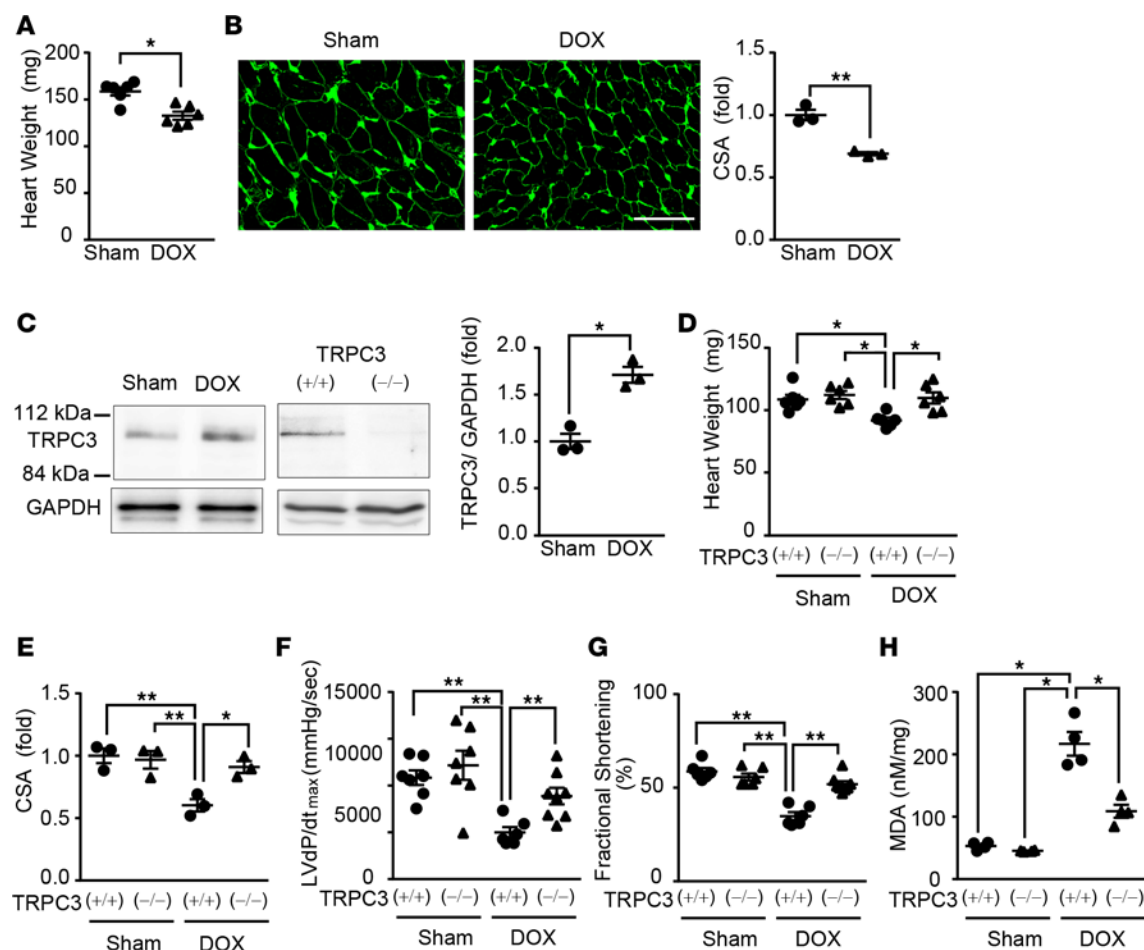 A
Heart Weight (mg)
200
150
100
50
0
*
Sham DOX
B
Sham DOX
CSA (fold)
1.5
1.0
0.5
0.0
**
Sham DOX
C
TRPC3
Sham DOX (+/+) (−/−)
112 kDa
TRPC3
84 kDa
GAPDH
TRPC3/ GAPDH (fold)
2.0
1.5
1.0
0.5
0.0
*
Sham DOX
D
Heart Weight (mg)
150
100
50
0
*
* *
TRPC3 (+/+) (−/−) (+/+) (−/−)
Sham DOX
E
CSA (fold)
1.5
1.0
0.5
0.0
**
** *
TRPC3 (+/+) (−/−) (+/+) (−/−)
Sham DOX
F
LVdP/dt max (mmHg/sec)
15000
10000
5000
0
**
** **
TRPC3 (+/+) (−/−) (+/+) (−/−)
Sham DOX
G
Fractional Shortening
(%)
100
50
0
**
** **
TRPC3 (+/+) (−/−) (+/+) (−/−)
Sham DOX
H
MDA (nM/mg)
300
200
100
0
*
* *
TRPC3 (+/+) (−/−) (+/+) (−/−)
Sham DOX